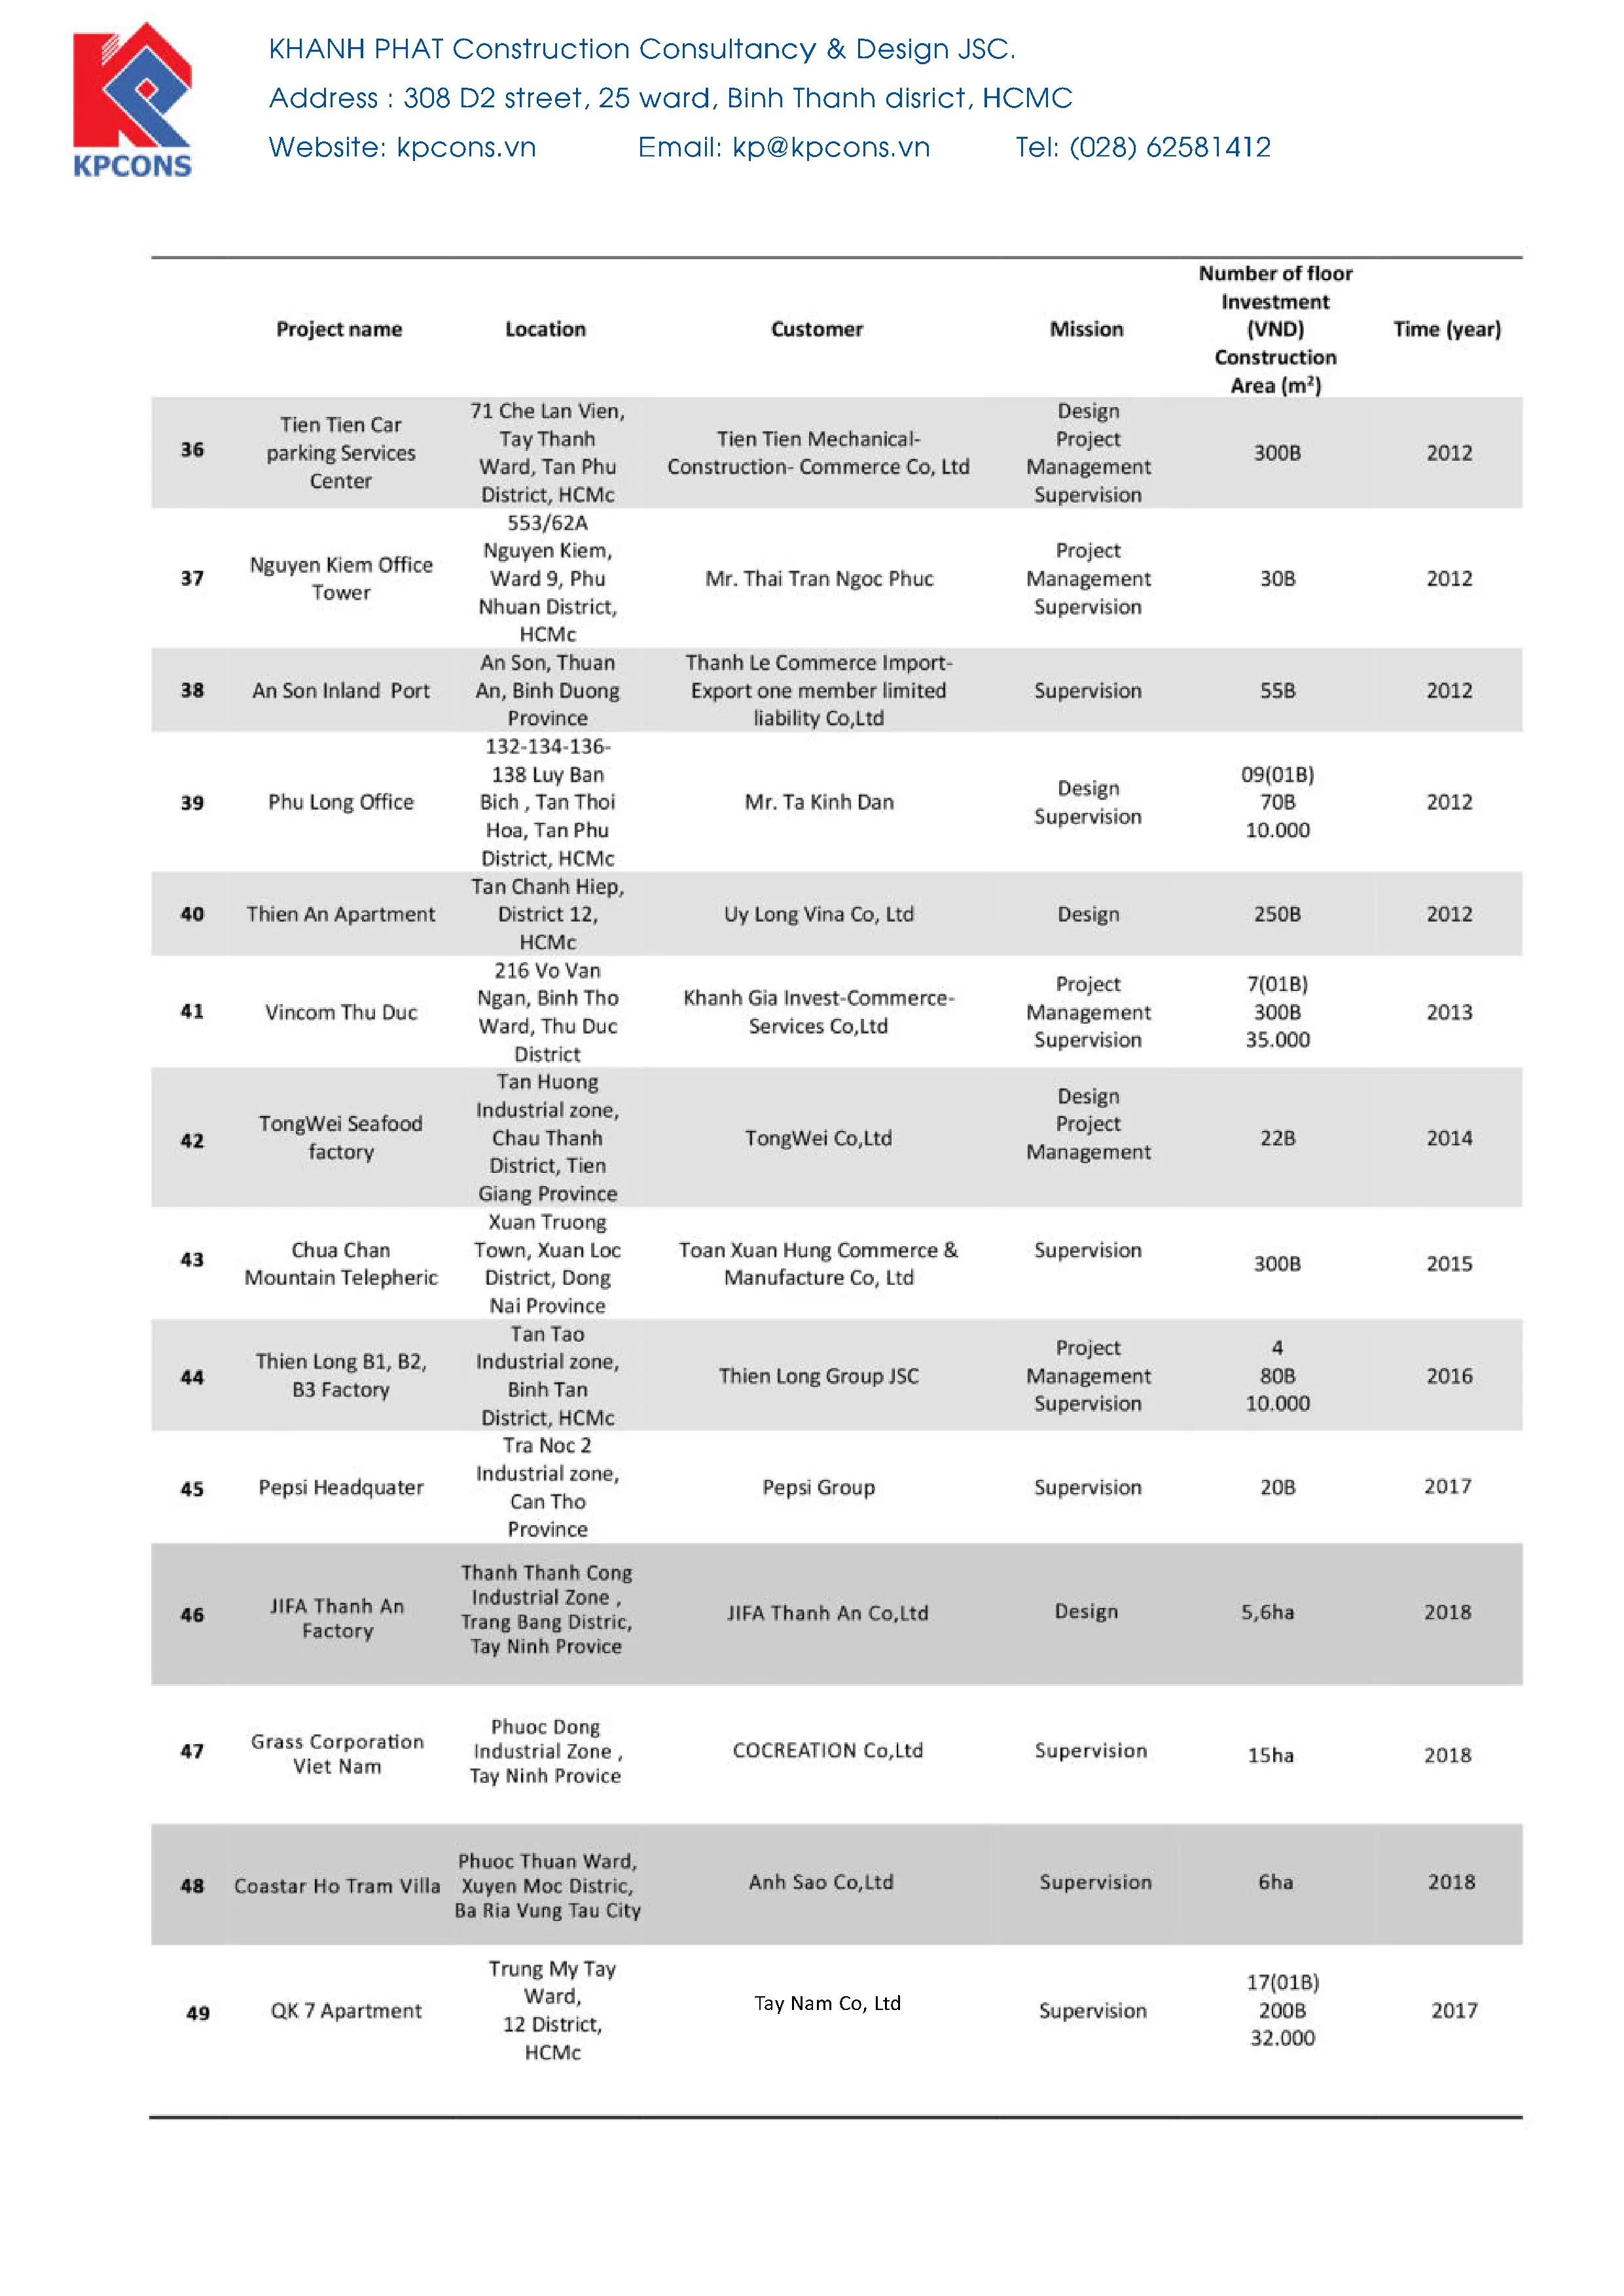 KPCONS
KHANH PHAT Construction Consultancy & Design JSC.
Address : 308 D2 street, 25 ward, Binh Thanh disrict, HCMC
Website: kpcons.vn Email: kp@kpcons.vn Tel: (028) 62581412
Project name
Location
Customer
Mission
Number of floor
Investment
(VND)
Construction
Area (m²)
Time (year)
36
Tien Tien Car
parking Services
Center
71 Che Lan Vien,
Tay Thanh
Ward, Tan Phu
District, HCMc
Tien Tien Mechanical-
Construction- Commerce Co, Ltd
Design
Project
Management
Supervision
300B
2012
37
Nguyen Kiem Office
Tower
553/62A
Nguyen Kiem,
Ward 9, Phu
Nhuan District,
HCMc
Mr. Thai Tran Ngoc Phuc
Project
Management
Supervision
30B
2012
38
An Son Inland Port
An Son, Thuan
An, Binh Duong
Province
Thanh Le Commerce Import-
Export one member limited
liability Co,Ltd
Supervision
55B
2012
39
Phu Long Office
132-134-136-
138 Luy Ban
Bich , Tan Thoi
Hoa, Tan Phu
District, HCMc
Mr. Ta Kinh Dan
Design
Supervision
09(01B)
70B
10.000
2012
40
Thien An Apartment
Tan Chanh Hiep,
District 12,
HCMc
Uy Long Vina Co, Ltd
Design
250B
2012
41
Vincom Thu Duc
216 Vo Van
Ngan, Binh Tho
Ward, Thu Duc
District
Khanh Gia Invest-Commerce-
Services Co,Ltd
Project
Management
Supervision
7(01B)
300B
35.000
2013
42
TongWei Seafood
factory
Tan Huong
Industrial zone,
Chau Thanh
District, Tien
Giang Province
TongWei Co,Ltd
Design
Project
Management
22B
2014
43
Chua Chan
Mountain Telepheric
Xuan Truong
Town, Xuan Loc
District, Dong
Nai Province
Toan Xuan Hung Commerce &
Manufacture Co, Ltd
Supervision
300B
2015
44
Thien Long B1, B2,
B3 Factory
Tan Tao
Industrial zone,
Binh Tan
District, HCMc
Thien Long Group JSC
Project
Management
Supervision
4
80B
10.000
2016
45
Pepsi Headquater
Tra Noc 2
Industrial zone,
Can Tho
Province
Pepsi Group
Supervision
20B
2017
46
JIFA Thanh An
Factory
Thanh Thanh Cong
Industrial Zone ,
Trang Bang Distric,
Tay Ninh Provice
JIFA Thanh An Co,Ltd
Design
5,6ha
2018
47
Grass Corporation
Viet Nam
Phuoc Dong
Industrial Zone ,
Tay Ninh Provice
COCREATION Co,Ltd
Supervision
15ha
2018
48
Coastar Ho Tram Villa
Phuoc Thuan Ward,
Xuyen Moc Distric,
Ba Ria Vung Tau City
Anh Sao Co,Ltd
Supervision
6ha
2018
49
QK 7 Apartment
Trung My Tay
Ward,
12 District,
HCMc
Tay Nam Co, Ltd
Supervision
17(01B)
200B
32.000
2017